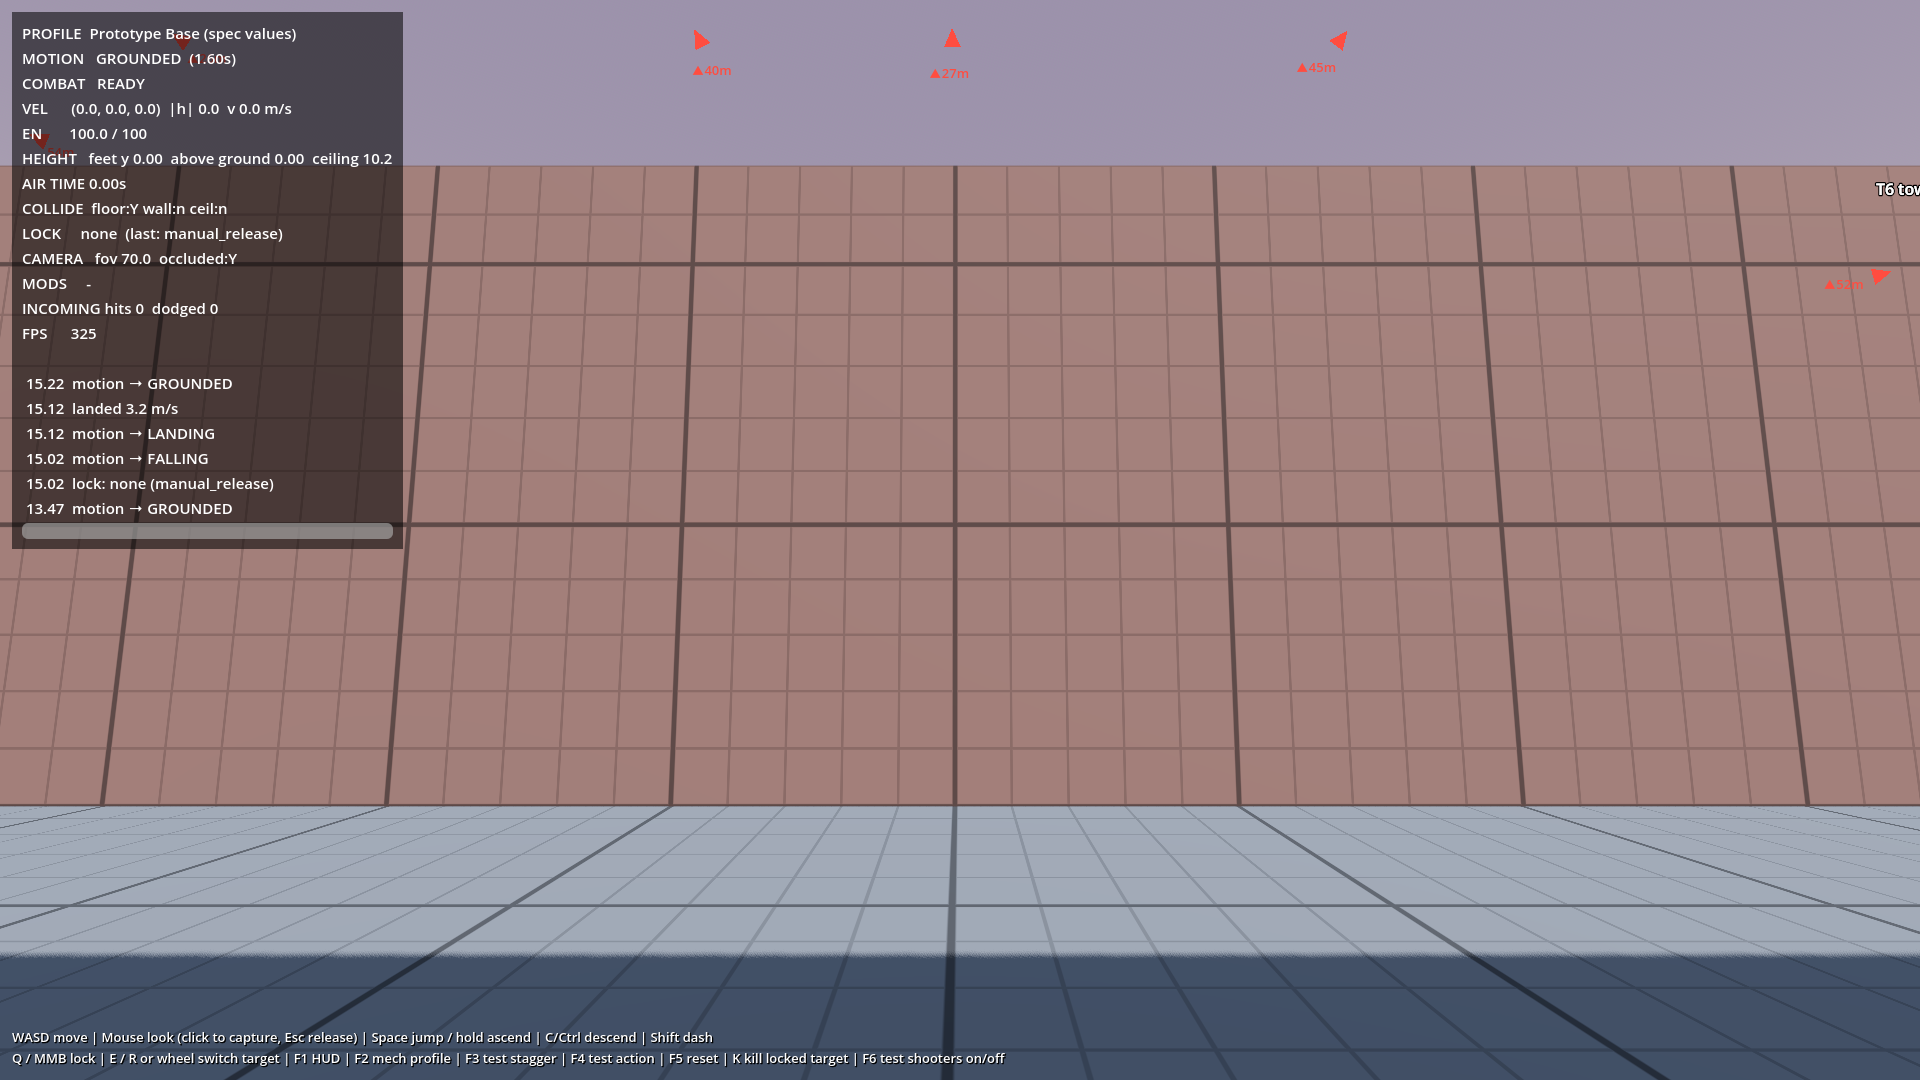 PROFILE Prototype Base (spec values)
MOTION GROUNDED (1.60s)
COMBAT READY
VEL (0.0, 0.0, 0.0) |h| 0.0 v 0.0 m/s
EN 100.0 / 100
HEIGHT feet y 0.00 above ground 0.00 ceiling 10.2
AIR TIME 0.00s
COLLIDE floor:Y wall:n ceil:n
LOCK none (last: manual_release)
CAMERA fov 70.0 occluded:Y
MODS -
INCOMING hits 0 dodged 0
FPS 325
15.22 motion → GROUNDED
15.12 landed 3.2 m/s
15.12 motion → LANDING
15.02 motion → FALLING
15.02 lock: none (manual_release)
13.47 motion → GROUNDED
▲40m
▲27m
▲45m
T6 tow
▲52m
WASD move | Mouse look (click to capture, Esc release) | Space jump / hold ascend | C/Ctrl descend | Shift dash
Q / MMB lock | E / R or wheel switch target | F1 HUD | F2 mech profile | F3 test stagger | F4 test action | F5 reset | K kill locked target | F6 test shooters on/off